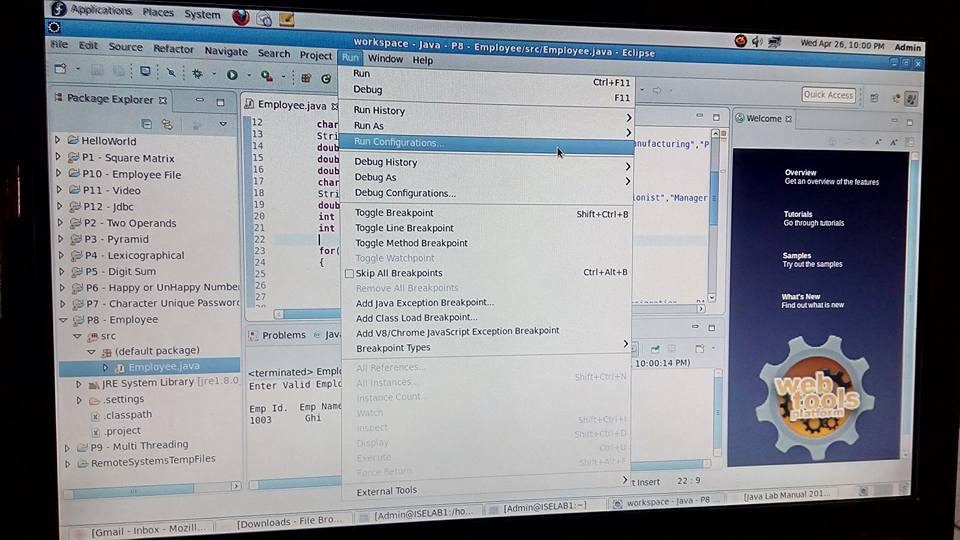 Applications Places System
Wed Apr 26, 10:00 PM Admin
workspace - Java - P8 - Employee/src/Employee.java - Eclipse
File Edit Source Refactor Navigate Search Project Run Window Help
Quick Access
Package Explorer
HelloWorld
P1 - Square Matrix
P10 - Employee File
P11 - Video
P12 - Jdbc
P2 - Two Operands
P3 - Pyramid
P4 - Lexicographical
P5 - Digit Sum
P6 - Happy or UnHappy Numbe
P7 - Character Unique Password
P8 - Employee
src
(default package)
Employee.java
JRE System Library [jre1.8.0_
.settings
.classpath
.project
P9 - Multi Threading
RemoteSystemsTempFiles
Employee.java
12 char
13 Stri
14 doub
15 doub
16 doub
17 char
18 Stri
19 doub
20 int
21 int
22
23 for(
24 {
25
26
27
anufacturing","P
ionist","Manager
Run Ctrl+F11
Debug F11
Run History
Run As
Run Configurations...
Debug History
Debug As
Debug Configurations...
Toggle Breakpoint Shift+Ctrl+B
Toggle Line Breakpoint
Toggle Method Breakpoint
Toggle Watchpoint
Skip All Breakpoints Ctrl+Alt+B
Remove All Breakpoints
Add Java Exception Breakpoint...
Add Class Load Breakpoint...
Add V8/Chrome JavaScript Exception Breakpoint
Breakpoint Types
All References...
All Instances... Shift+Ctrl+N
Instance Count...
Watch
Inspect Shift+Ctrl+I
Display Shift+Ctrl+D
Execute Ctrl+U
Force Return Shift+Alt+F
External Tools
Problems Java
<terminated> Empl
10:00:14 PM)
Enter Valid Emplo
Emp Id. Emp Name
1003 Ghi
Welcome
Overview
Get an overview of the features
Tutorials
Go through tutorials
Samples
Try out the samples
What's New
Find out what is new
web
tools
platform
t Insert 22 : 9
[Gmail - Inbox - Mozill...
[Downloads - File Bro...
[Admin@ISELAB1:/ho...
[Admin@ISELAB1:~]
workspace - Java - P8 ...
[Java Lab Manual 201...